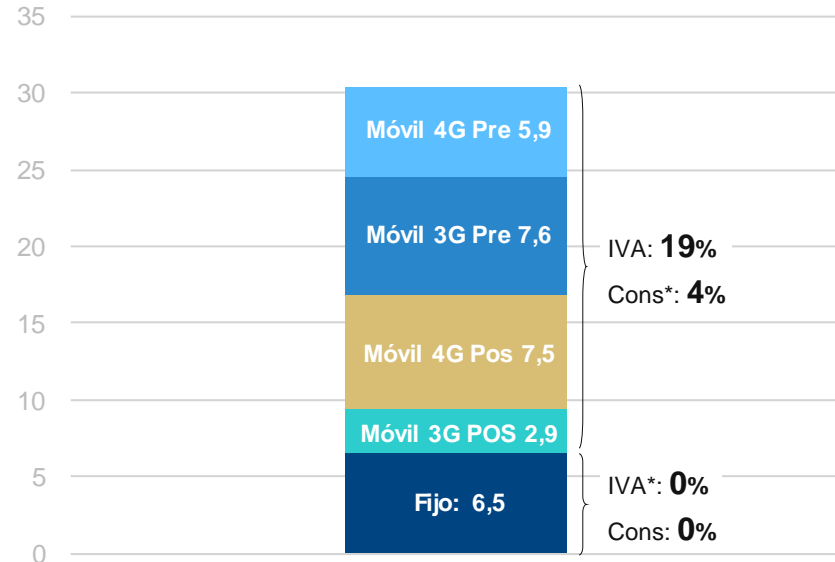 35
30
25
20
15
10
5
0
Móvil 4G Pre 5,9
Móvil 3G Pre 7,6
Móvil 4G Pos 7,5
Móvil 3G POS 2,9
Fijo: 6,5
IVA: 19%
Cons*: 4%
IVA*: 0%
Cons: 0%